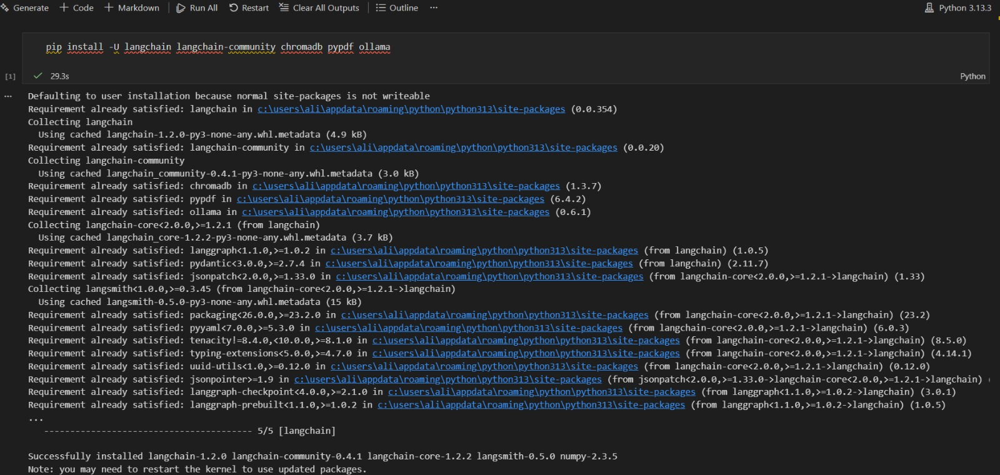 Generate + Code + Markdown Run All Restart Clear All Outputs Outline ... Python 3.13.3
pip install -U langchain langchain-community chromadb pypdf ollama
[1] 29.3s Python
... Defaulting to user installation because normal site-packages is not writeable
Requirement already satisfied: langchain in c:\users\ali\appdata\roaming\python\python313\site-packages (0.0.354)
Collecting langchain
Using cached langchain-1.2.0-py3-none-any.whl.metadata (4.9 kB)
Requirement already satisfied: langchain-community in c:\users\ali\appdata\roaming\python\python313\site-packages (0.0.20)
Collecting langchain-community
Using cached langchain_community-0.4.1-py3-none-any.whl.metadata (3.0 kB)
Requirement already satisfied: chromadb in c:\users\ali\appdata\roaming\python\python313\site-packages (1.3.7)
Requirement already satisfied: pypdf in c:\users\ali\appdata\roaming\python\python313\site-packages (6.4.2)
Requirement already satisfied: ollama in c:\users\ali\appdata\roaming\python\python313\site-packages (0.6.1)
Collecting langchain-core<2.0.0,>=1.2.1 (from langchain)
Using cached langchain_core-1.2.2-py3-none-any.whl.metadata (3.7 kB)
Requirement already satisfied: langgraph<1.1.0,>=1.0.2 in c:\users\ali\appdata\roaming\python\python313\site-packages (from langchain) (1.0.5)
Requirement already satisfied: pydantic<3.0.0,>=2.7.4 in c:\users\ali\appdata\roaming\python\python313\site-packages (from langchain) (2.11.7)
Requirement already satisfied: jsonpatch<2.0.0,>=1.33.0 in c:\users\ali\appdata\roaming\python\python313\site-packages (from langchain-core<2.0.0,>=1.2.1->langchain) (1.33)
Collecting langsmith<1.0.0,>=0.3.45 (from langchain-core<2.0.0,>=1.2.1->langchain)
Using cached langsmith-0.5.0-py3-none-any.whl.metadata (15 kB)
Requirement already satisfied: packaging<26.0.0,>=23.2.0 in c:\users\ali\appdata\roaming\python\python313\site-packages (from langchain-core<2.0.0,>=1.2.1->langchain) (23.2)
Requirement already satisfied: pyyaml<7.0.0,>=5.3.0 in c:\users\ali\appdata\roaming\python\python313\site-packages (from langchain-core<2.0.0,>=1.2.1->langchain) (6.0.3)
Requirement already satisfied: tenacity!=8.4.0,<10.0.0,>=8.1.0 in c:\users\ali\appdata\roaming\python\python313\site-packages (from langchain-core<2.0.0,>=1.2.1->langchain) (8.5.0)
Requirement already satisfied: typing-extensions<5.0.0,>=4.7.0 in c:\users\ali\appdata\roaming\python\python313\site-packages (from langchain-core<2.0.0,>=1.2.1->langchain) (4.14.1)
Requirement already satisfied: uuid-utils<1.0,>=0.12.0 in c:\users\ali\appdata\roaming\python\python313\site-packages (from langchain-core<2.0.0,>=1.2.1->langchain) (0.12.0)
Requirement already satisfied: jsonpointer>=1.9 in c:\users\ali\appdata\roaming\python\python313\site-packages (from jsonpatch<2.0.0,>=1.33.0->langchain-core<2.0.0,>=1.2.1->langchain)
Requirement already satisfied: langgraph-checkpoint<4.0.0,>=2.1.0 in c:\users\ali\appdata\roaming\python\python313\site-packages (from langgraph<1.1.0,>=1.0.2->langchain) (3.0.1)
Requirement already satisfied: langgraph-prebuilt<1.1.0,>=1.0.2 in c:\users\ali\appdata\roaming\python\python313\site-packages (from langgraph<1.1.0,>=1.0.2->langchain) (1.0.5)
...
---------------------------------------- 5/5 [langchain]
Successfully installed langchain-1.2.0 langchain-community-0.4.1 langchain-core-1.2.2 langsmith-0.5.0 numpy-2.3.5
Note: you may need to restart the kernel to use updated packages.